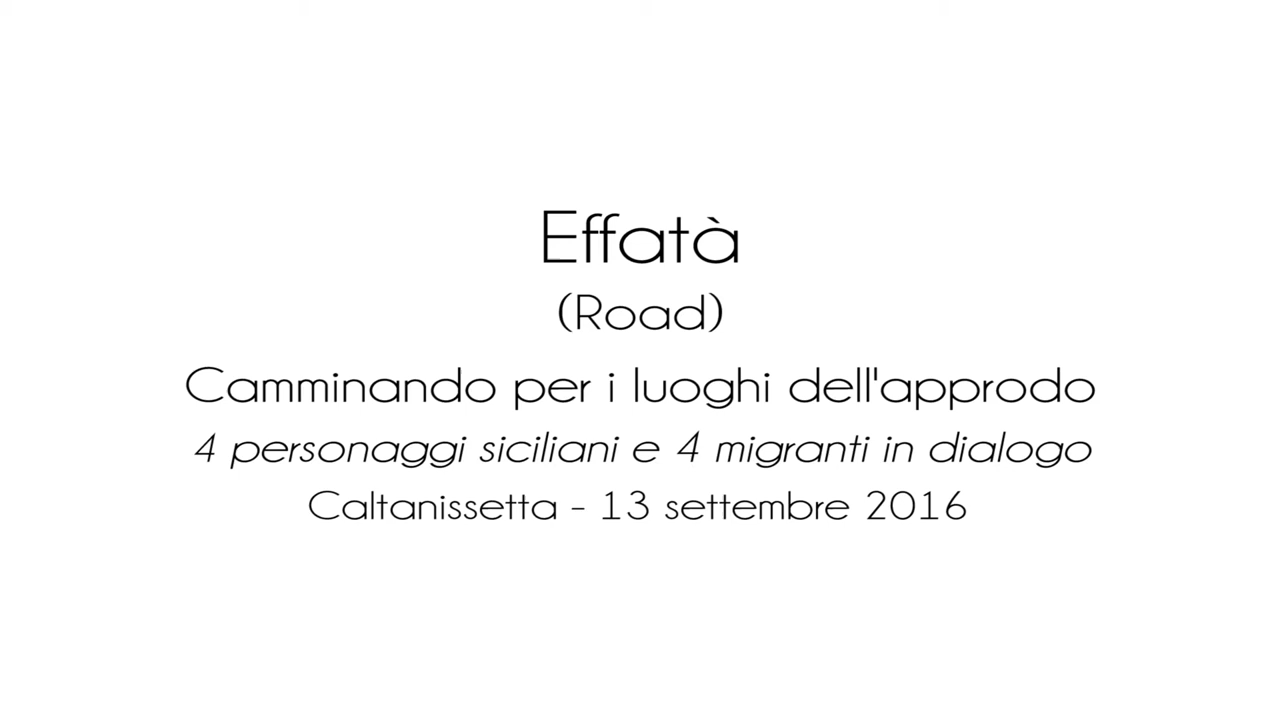 Effatà
(Road)
Camminando per i luoghi dell'approdo
4 personaggi siciliani e 4 migranti in dialogo
Caltanissetta - 13 settembre 2016